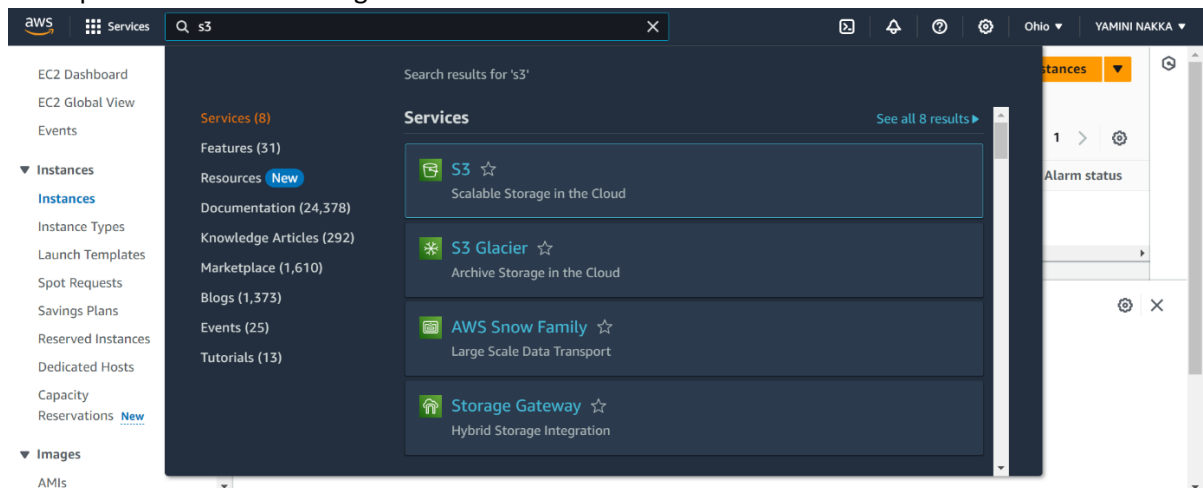 aws
Services
s3
Ohio ▼
YAMINI NAKKA ▼
EC2 Dashboard
EC2 Global View
Events
▼ Instances
Instances
Instance Types
Launch Templates
Spot Requests
Savings Plans
Reserved Instances
Dedicated Hosts
Capacity
Reservations New
▼ Images
AMIs
Search results for 's3'
Services (8)
Features (31)
Resources New
Documentation (24,378)
Knowledge Articles (292)
Marketplace (1,610)
Blogs (1,373)
Events (25)
Tutorials (13)
Services
See all 8 results ▶
S3
Scalable Storage in the Cloud
S3 Glacier
Archive Storage in the Cloud
AWS Snow Family
Large Scale Data Transport
Storage Gateway
Hybrid Storage Integration
stances
1
Alarm status